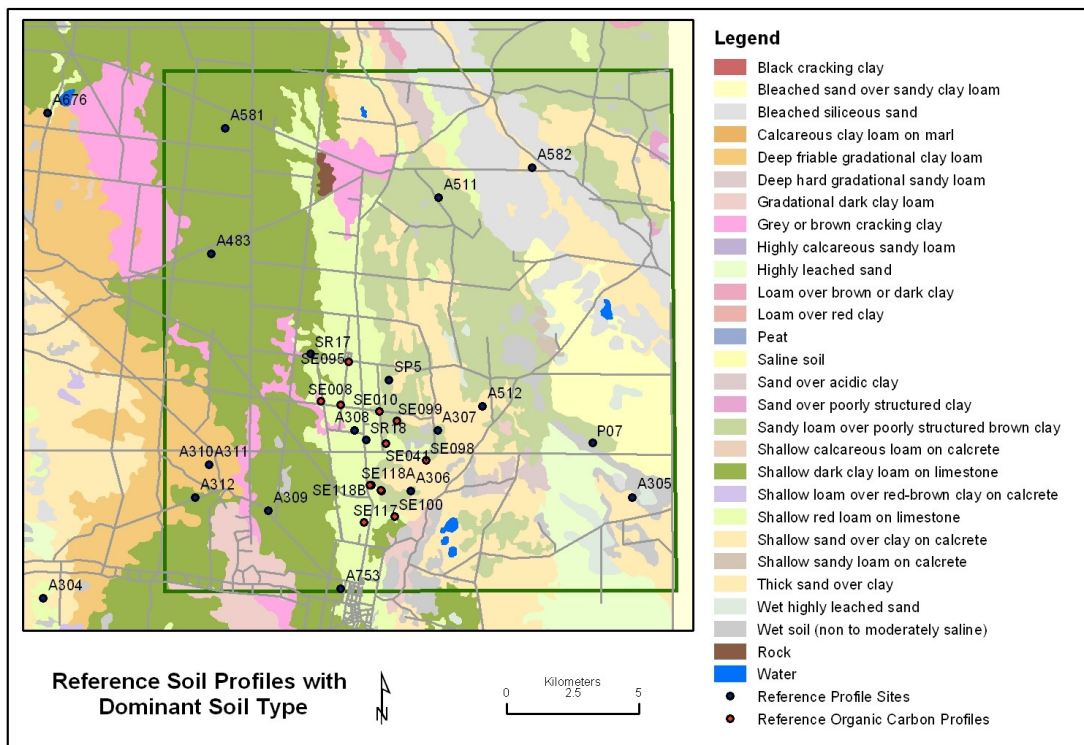 A676
A581
A582
A511
A483
SR17
SE095
SP5
SE008
SE010
A512
A308
SE099
A307
SR18
P07
SE041
SE098
A310A311
SE118A
A306
A312
SE118B
A305
A309
SE117
SE100
A753
A304
Reference Soil Profiles with
Dominant Soil Type
N
Kilometers
0 2.5 5
Legend
Black cracking clay
Bleached sand over sandy clay loam
Bleached siliceous sand
Calcareous clay loam on marl
Deep friable gradational clay loam
Deep hard gradational sandy loam
Gradational dark clay loam
Grey or brown cracking clay
Highly calcareous sandy loam
Highly leached sand
Loam over brown or dark clay
Loam over red clay
Peat
Saline soil
Sand over acidic clay
Sand over poorly structured clay
Sandy loam over poorly structured brown clay
Shallow calcareous loam on calcrete
Shallow dark clay loam on limestone
Shallow loam over red-brown clay on calcrete
Shallow red loam on limestone
Shallow sand over clay on calcrete
Shallow sandy loam on calcrete
Thick sand over clay
Wet highly leached sand
Wet soil (non to moderately saline)
Rock
Water
Reference Profile Sites
Reference Organic Carbon Profiles